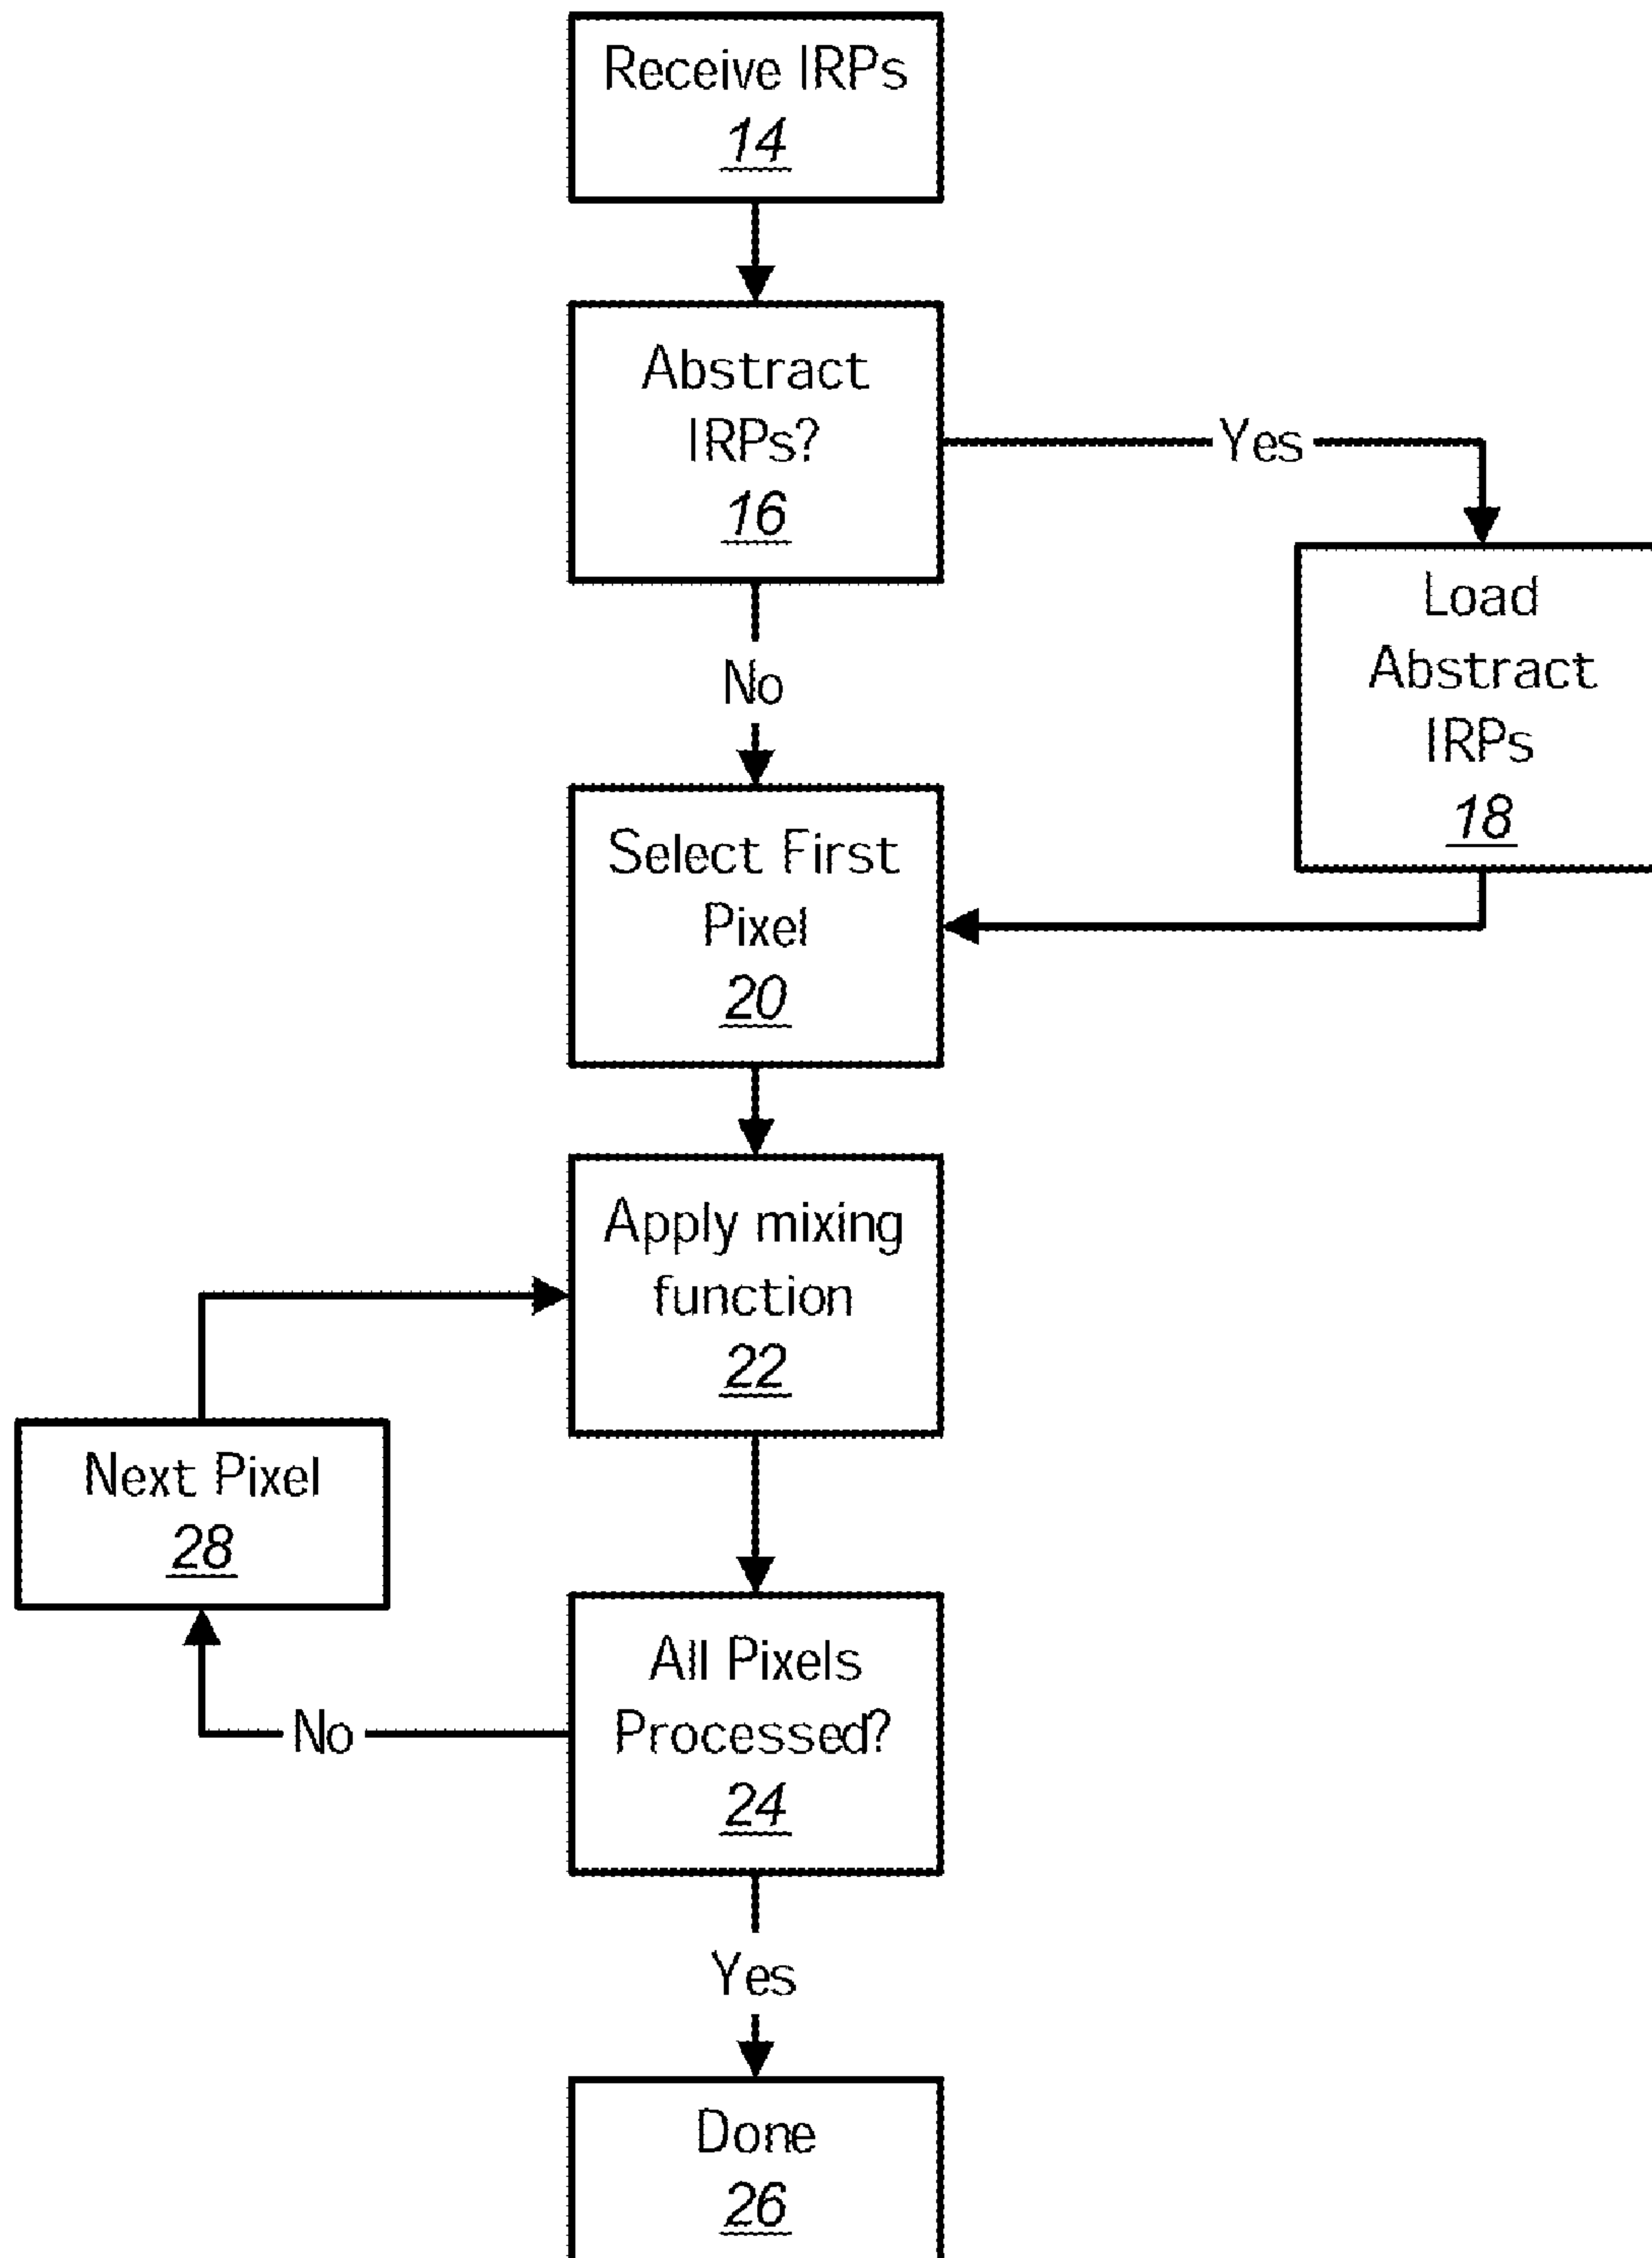 Receive IRPs
14
Abstract
IRPs?
16
Yes
No
Load
Abstract
IRPs
18
Select First
Pixel
20
Apply mixing
function
22
Next Pixel
28
All Pixels
Processed?
24
No
Yes
Done
26